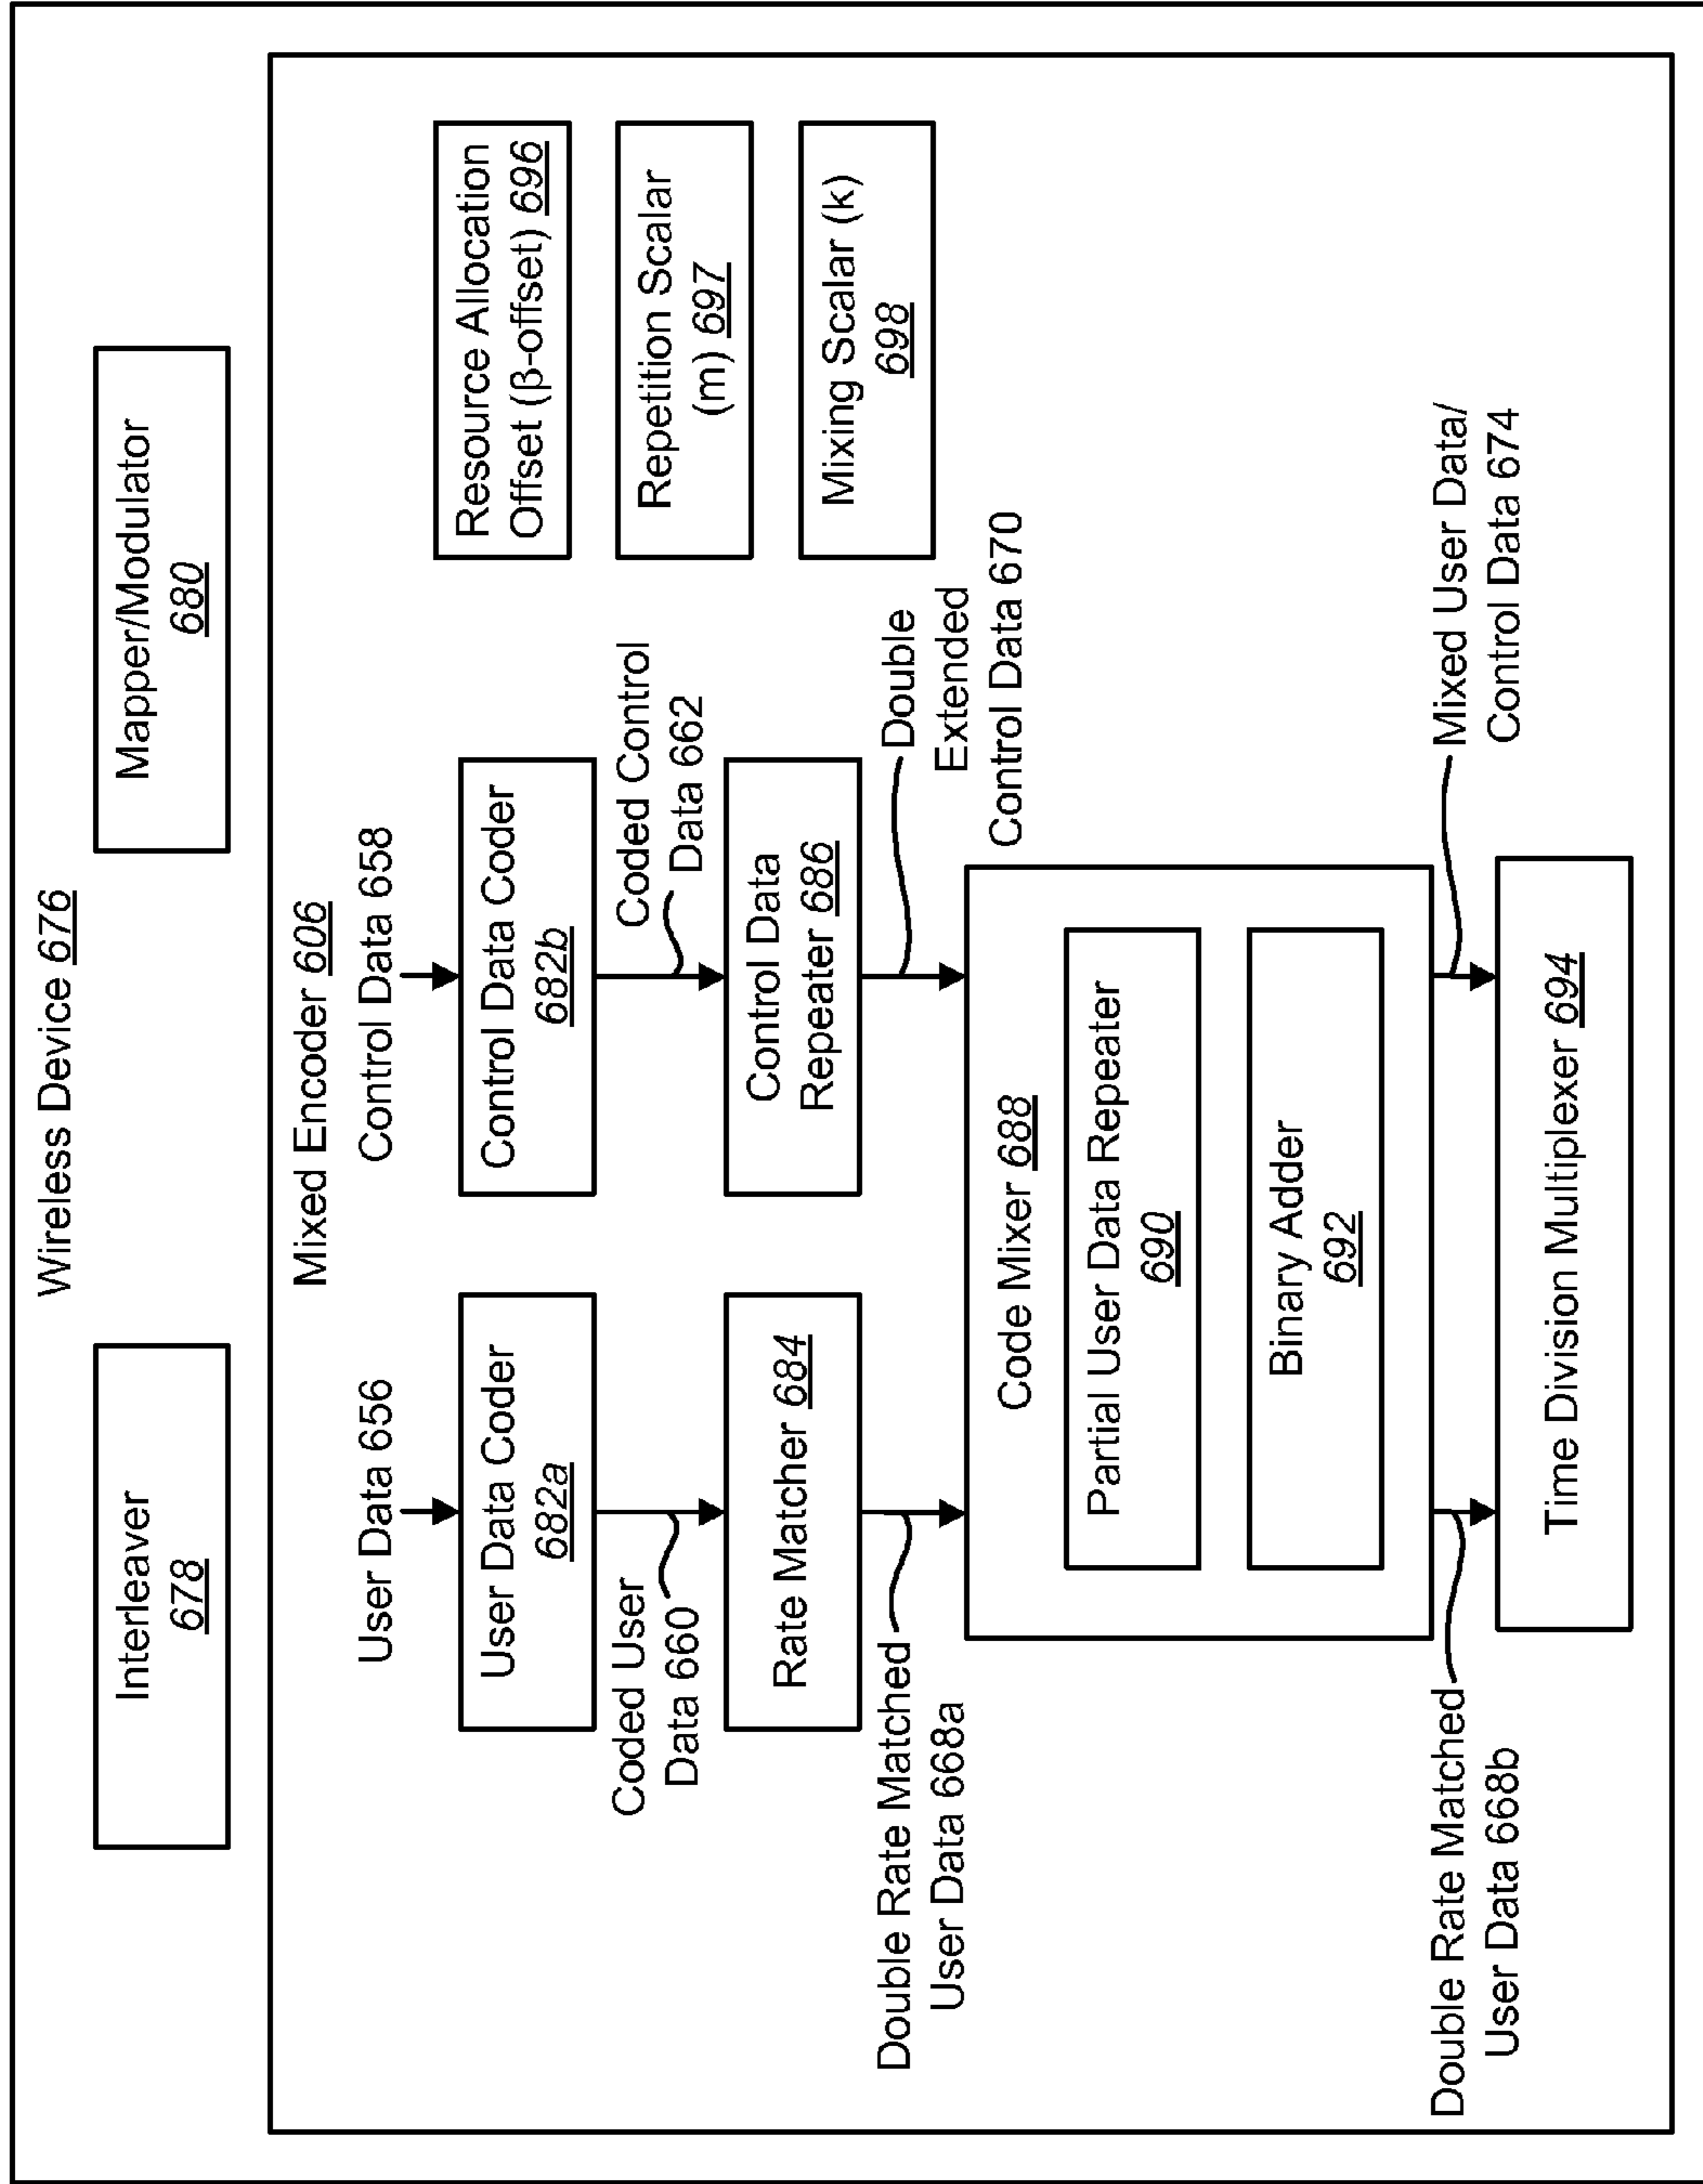 Wireless Device 676
Interleaver
678
Mapper/Modulator
680
Mixed Encoder 606
User Data 656
Control Data 658
User Data Coder
682a
Control Data Coder
682b
Resource Allocation
Offset (β-offset) 696
Coded User
Data 660
Coded Control
Data 662
Repetition Scalar
(m) 697
Rate Matcher 684
Control Data
Repeater 686
Mixing Scalar (k)
698
Double Rate Matched
User Data 668a
Double
Extended
Control Data 670
Code Mixer 688
Partial User Data Repeater
690
Binary Adder
692
Double Rate Matched
User Data 668b
Mixed User Data/
Control Data 674
Time Division Multiplexer 694